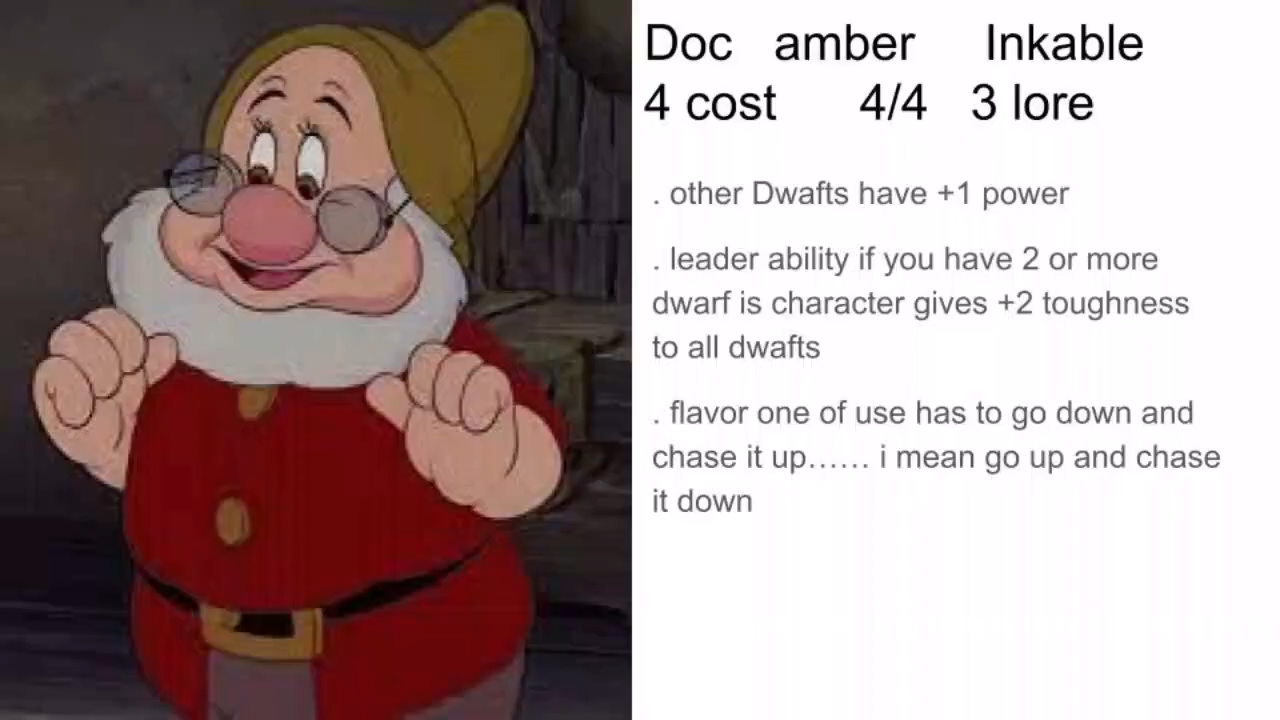 Doc amber Inkable
4 cost 4/4 3 lore
. other Dwafts have +1 power
. leader ability if you have 2 or more
dwarf is character gives +2 toughness
to all dwafts
. flavor one of use has to go down and
chase it up...... i mean go up and chase
it down